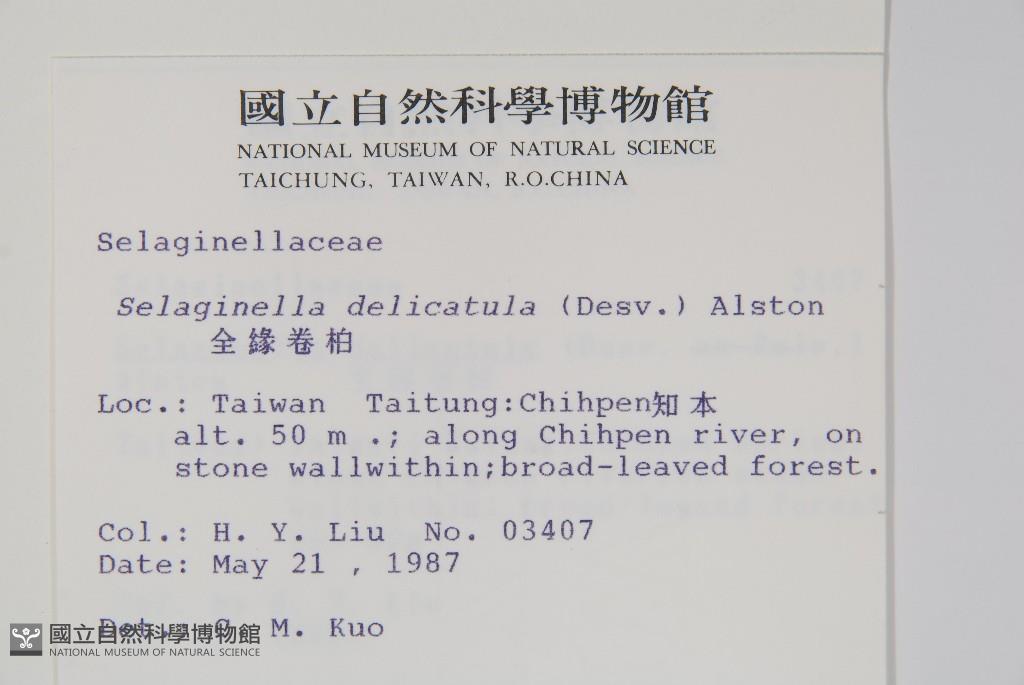 國立自然科學博物館
NATIONAL MUSEUM OF NATURAL SCIENCE
TAICHUNG, TAIWAN, R.O.CHINA
Selaginellaceae
Selaginella delicatula (Desv.) Alston
全緣卷柏
Loc.: Taiwan Taitung:Chihpen知本
alt. 50 m .; along Chihpen river, on
stone wallwithin;broad-leaved forest.
Col.: H. Y. Liu No. 03407
Date: May 21 , 1987
M. Kuo
國立自然科學博物館
NATIONAL MUSEUM OF NATURAL SCIENCE